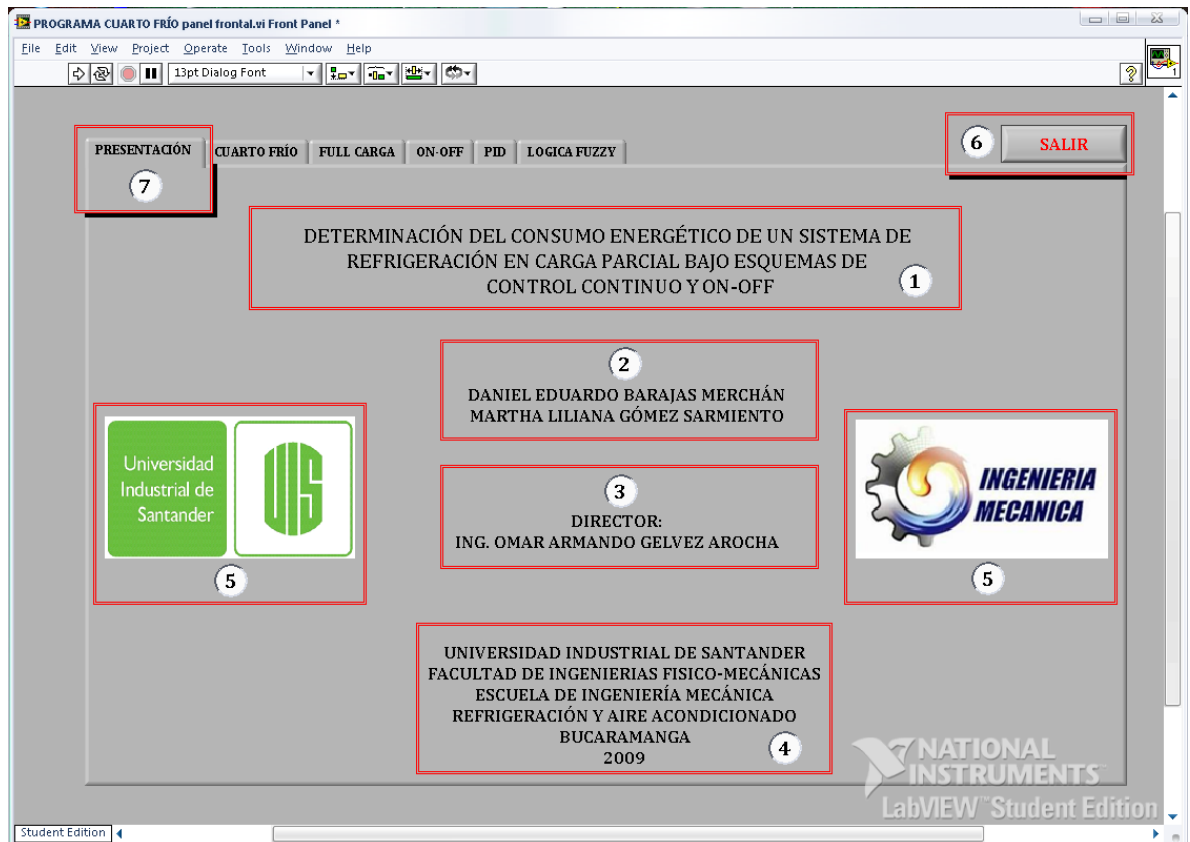 PROGRAMA CUARTO FRÍO panel frontal.vi Front Panel *
File Edit View Project Operate Tools Window Help
13pt Dialog Font
1
PRESENTACIÓN CUARTO FRÍO FULL CARGA ON-OFF PID LOGICA FUZZY
6 SALIR
7
DETERMINACIÓN DEL CONSUMO ENERGÉTICO DE UN SISTEMA DE
REFRIGERACIÓN EN CARGA PARCIAL BAJO ESQUEMAS DE
CONTROL CONTINUO Y ON-OFF
1
2
DANIEL EDUARDO BARAJAS MERCHÁN
MARTHA LILIANA GÓMEZ SARMIENTO
Universidad
Industrial de
Santander
UIS
5
3
DIRECTOR:
ING. OMAR ARMANDO GELVEZ AROCHA
INGENIERIA
MECANICA
5
UNIVERSIDAD INDUSTRIAL DE SANTANDER
FACULTAD DE INGENIERIAS FISICO-MECÁNICAS
ESCUELA DE INGENIERÍA MECÁNICA
REFRIGERACIÓN Y AIRE ACONDICIONADO
BUCARAMANGA
2009
4
NATIONAL
INSTRUMENTS™
LabVIEW™ Student Edition
Student Edition